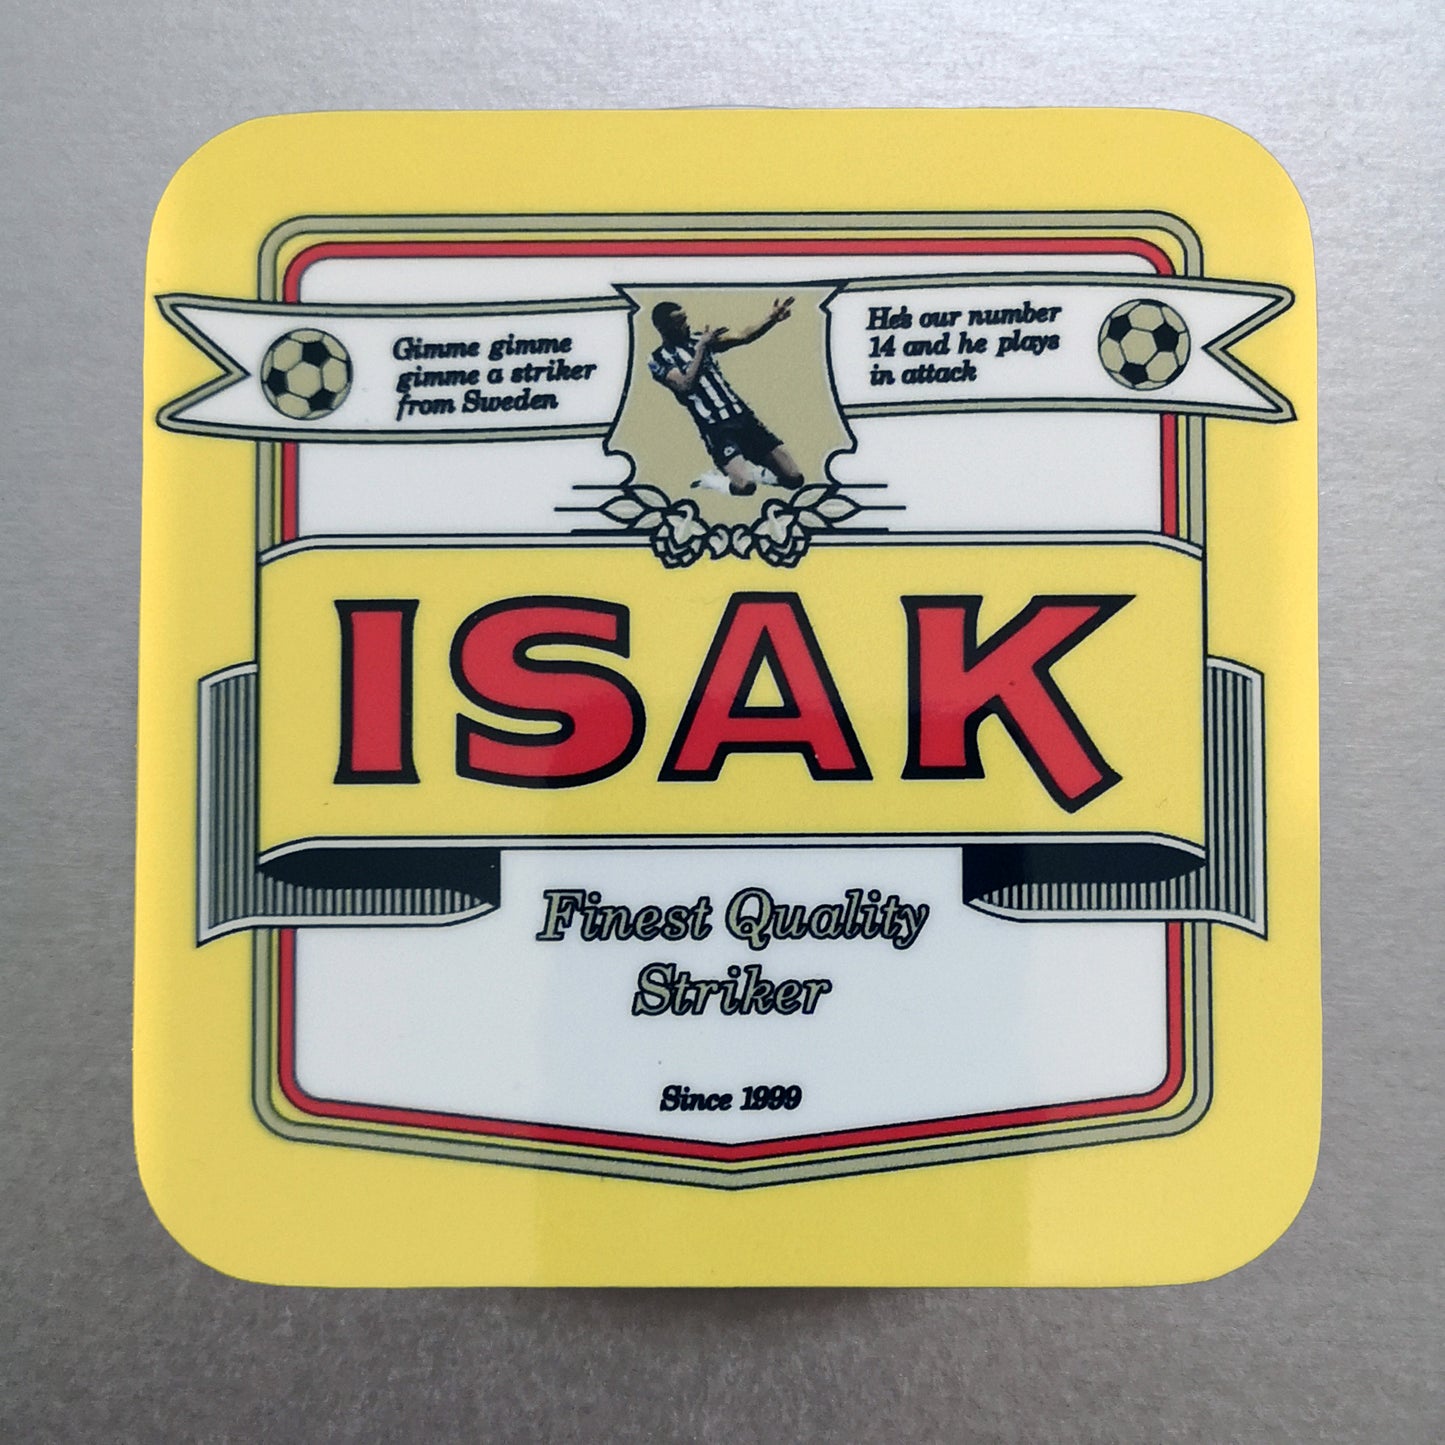 Gimme gimme
gimme a striker
from Sweden
He's our number
14 and he plays
in attack
ISAK
Finest Quality
Striker
Since 1999